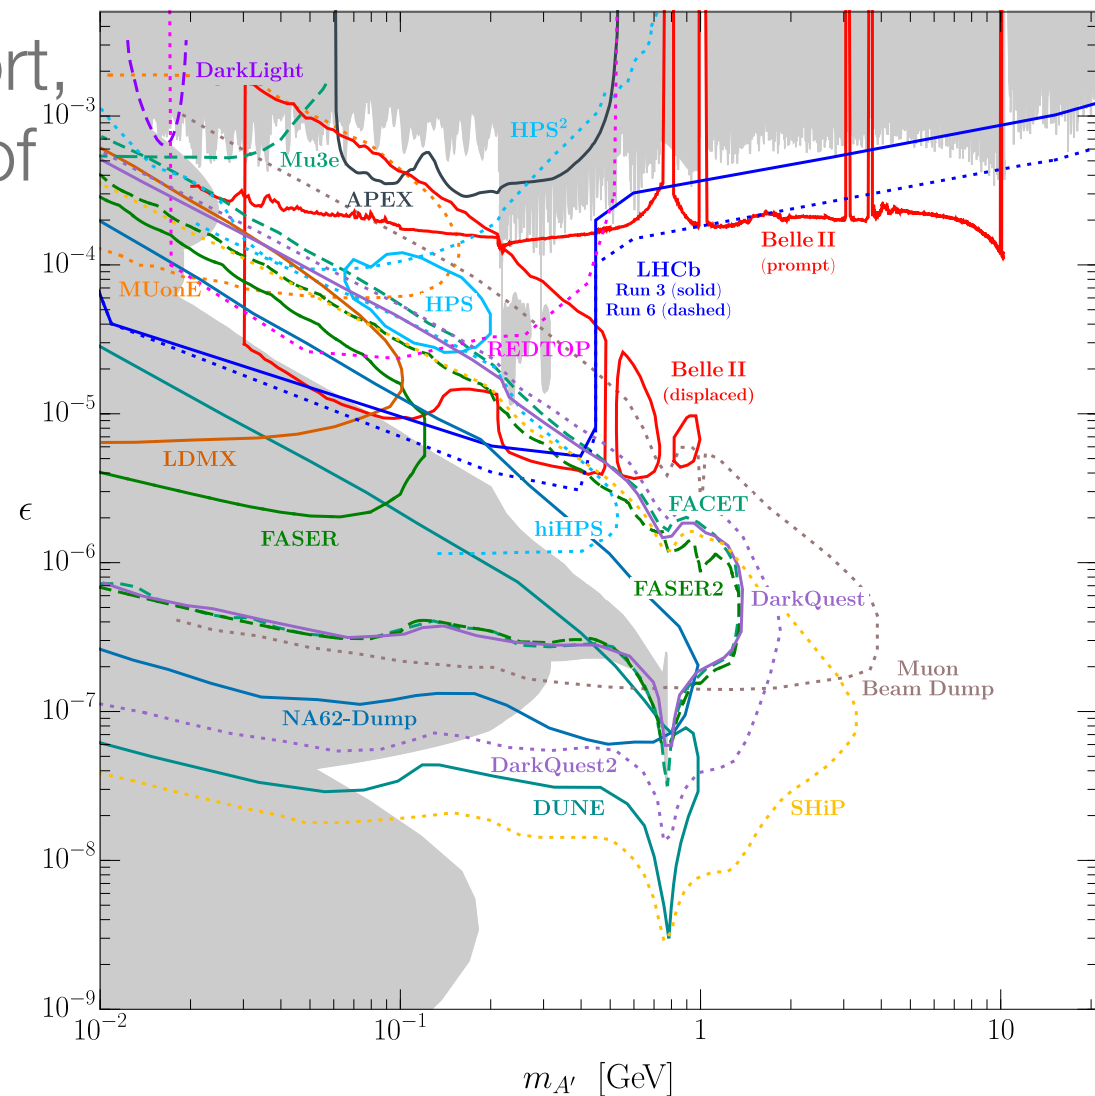 ort,
of
DarkLight
10⁻³
HPS²
Mu3e
APEX
Belle II
(prompt)
10⁻⁴
LHCb
Run 3 (solid)
Run 6 (dashed)
MUonE
HPS
REDTOP
Belle II
(displaced)
10⁻⁵
LDMX
FACET
ϵ
hiHPS
FASER
10⁻⁶
FASER2
DarkQuest
Muon
Beam Dump
10⁻⁷
NA62-Dump
DarkQuest2
DUNE
SHiP
10⁻⁸
10⁻⁹
10⁻² 10⁻¹ 1 10
m_A′ [GeV]